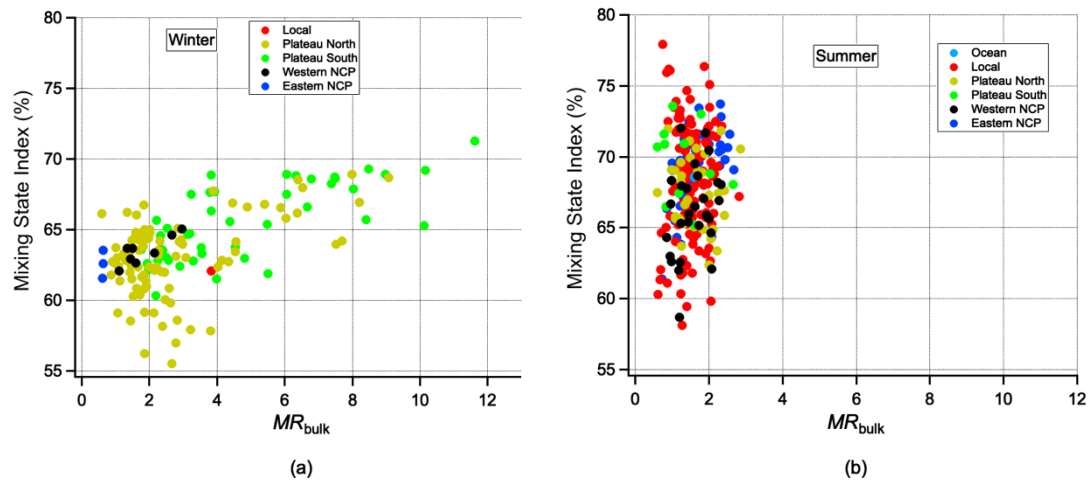 80
75
70
65
60
55
Mixing State Index (%)
Winter
Local
Plateau North
Plateau South
Western NCP
Eastern NCP
0 2 4 6 8 10 12
MRbulk
(a)
80
75
70
65
60
55
Mixing State Index (%)
Summer
Ocean
Local
Plateau North
Plateau South
Western NCP
Eastern NCP
0 2 4 6 8 10 12
MRbulk
(b)